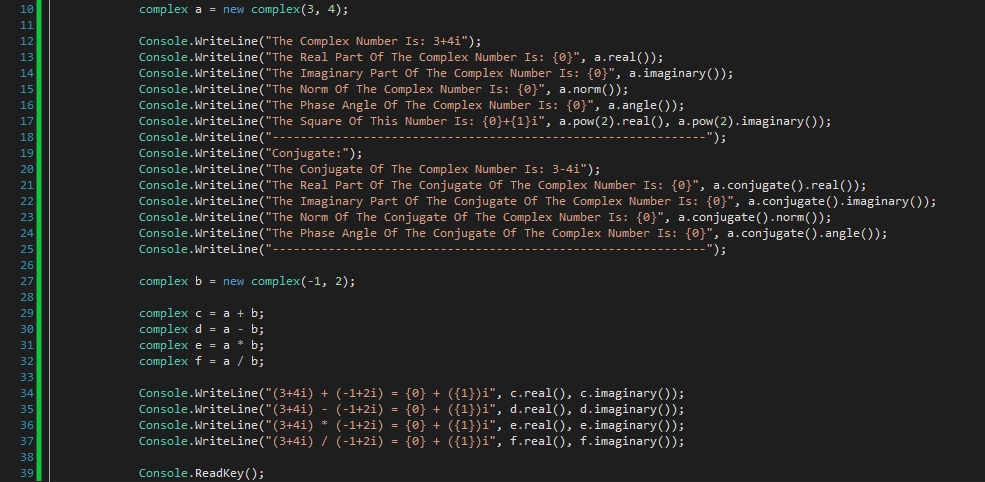 10 complex a = new complex(3, 4);
11
12 Console.WriteLine("The Complex Number Is: 3+4i");
13 Console.WriteLine("The Real Part Of The Complex Number Is: {0}", a.real());
14 Console.WriteLine("The Imaginary Part Of The Complex Number Is: {0}", a.imaginary());
15 Console.WriteLine("The Norm Of The Complex Number Is: {0}", a.norm());
16 Console.WriteLine("The Phase Angle Of The Complex Number Is: {0}", a.angle());
17 Console.WriteLine("The Square Of This Number Is: {0}+{1}i", a.pow(2).real(), a.pow(2).imaginary());
18 Console.WriteLine("------------------------------------------------------");
19 Console.WriteLine("Conjugate:");
20 Console.WriteLine("The Conjugate Of The Complex Number Is: 3-4i");
21 Console.WriteLine("The Real Part Of The Conjugate Of The Complex Number Is: {0}", a.conjugate().real());
22 Console.WriteLine("The Imaginary Part Of The Conjugate Of The Complex Number Is: {0}", a.conjugate().imaginary());
23 Console.WriteLine("The Norm Of The Conjugate Of The Complex Number Is: {0}", a.conjugate().norm());
24 Console.WriteLine("The Phase Angle Of The Conjugate Of The Complex Number Is: {0}", a.conjugate().angle());
25 Console.WriteLine("------------------------------------------------------");
26
27 complex b = new complex(-1, 2);
28
29 complex c = a + b;
30 complex d = a - b;
31 complex e = a * b;
32 complex f = a / b;
33
34 Console.WriteLine("(3+4i) + (-1+2i) = {0} + ({1})i", c.real(), c.imaginary());
35 Console.WriteLine("(3+4i) - (-1+2i) = {0} + ({1})i", d.real(), d.imaginary());
36 Console.WriteLine("(3+4i) * (-1+2i) = {0} + ({1})i", e.real(), e.imaginary());
37 Console.WriteLine("(3+4i) / (-1+2i) = {0} + ({1})i", f.real(), f.imaginary());
38
39 Console.ReadKey();